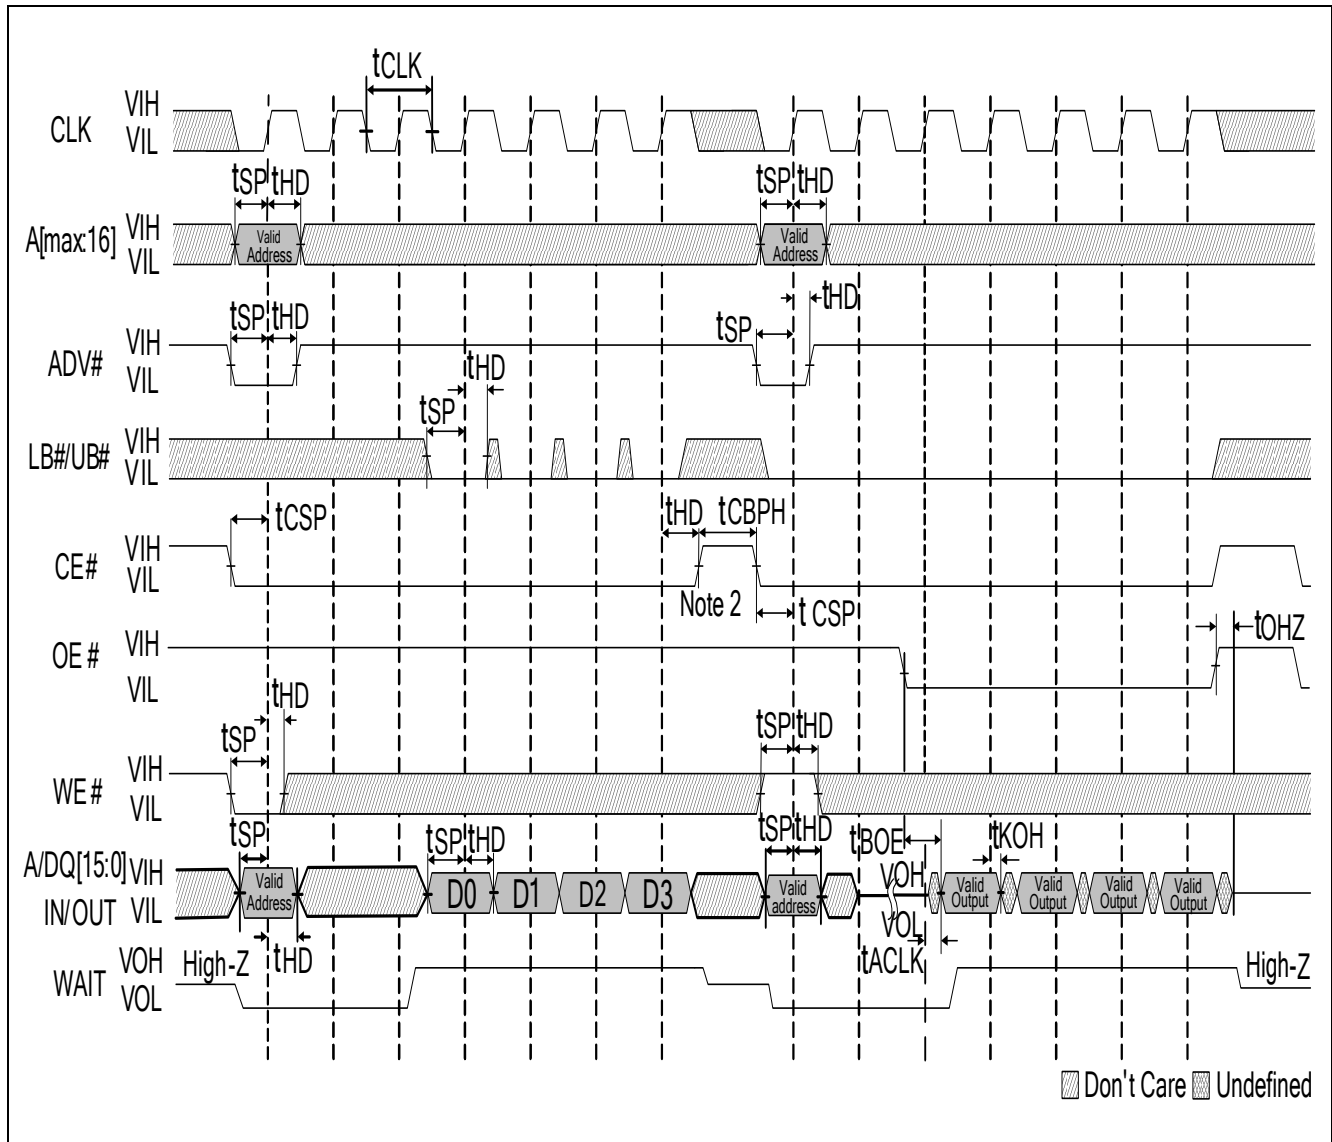 tCLK
CLK VIH
VIL
tSP tHD tSP tHD
A[max:16] VIH
VIL
Valid
Address
Valid
Address
tSP tHD tSP tHD
ADV# VIH
VIL
tHD
tSP
LB#/UB# VIH
VIL
tCSP tHD tCBPH
CE# VIH
VIL
Note 2 tCSP
OE# VIH
VIL
tOHZ
tHD
tSP tSP tHD
WE# VIH
VIL
tSP tSP tHD tSP tHD tBOE tKOH
A/DQ[15:0] VIH
IN/OUT VIL
Valid
Address
D0 D1 D2 D3
Valid
address
VOH
VOL
Valid
Output
Valid
Output
Valid
Output
Valid
Output
tHD tACLK
WAIT VOH
VOL
High-Z High-Z
Don't Care Undefined